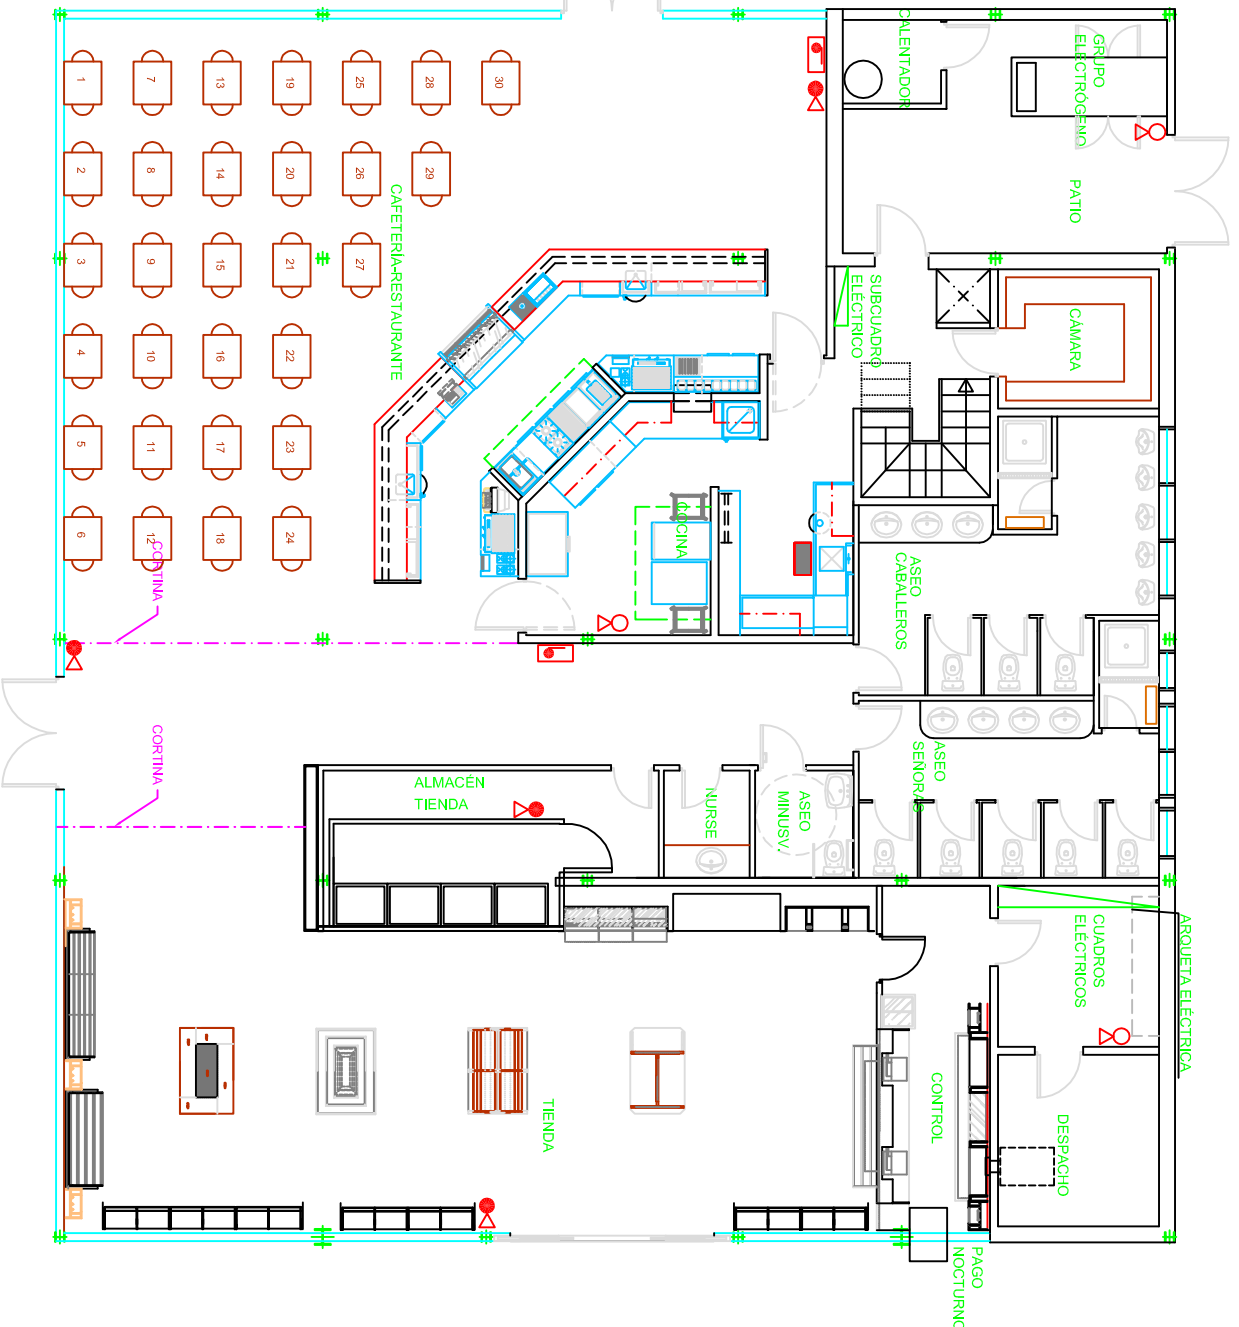 CALENTADOR
GRUPO
ELECTRÓGENO
PATIO
1
7
13
19
25
28
30
2
8
14
20
26
29
3
9
15
21
27
4
10
16
22
5
11
17
23
6
12
18
24
CAFETERÍA-RESTAURANTE
SUBCUADRO
ELÉCTRICO
CÁMARA
COCINA
ASEO
CABALLEROS
CORTINA
CORTINA
ASEO
SEÑORAS
ALMACÉN
TIENDA
NURSE
ASEO
MINUSV.
CUADROS
ELÉCTRICOS
ARQUETA ELÉCTRICA
CONTROL
TIENDA
DESPACHO
PAGO
NOCTURNO